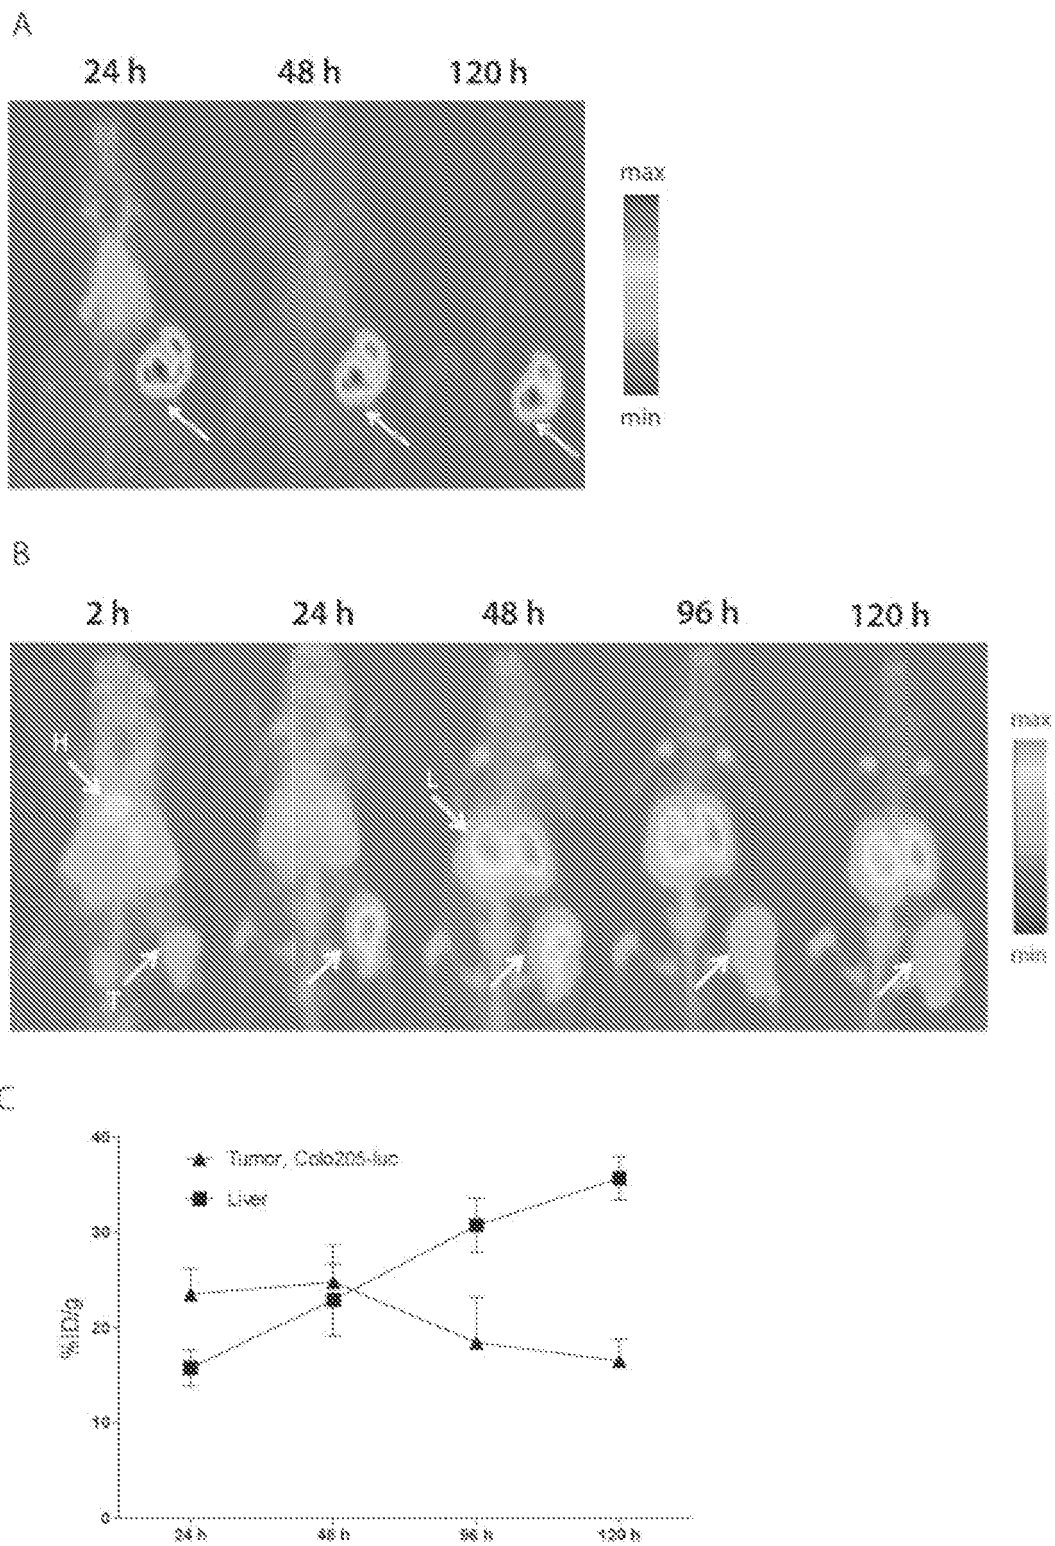 A
24 h 48 h 120 h
max
min
B
2 h 24 h 48 h 96 h 120 h
H
L
T
max
min
C
40
30
20
10
0
%ID/g
Tumor, Colo205-luc
Liver
24 h 48 h 96 h 120 h